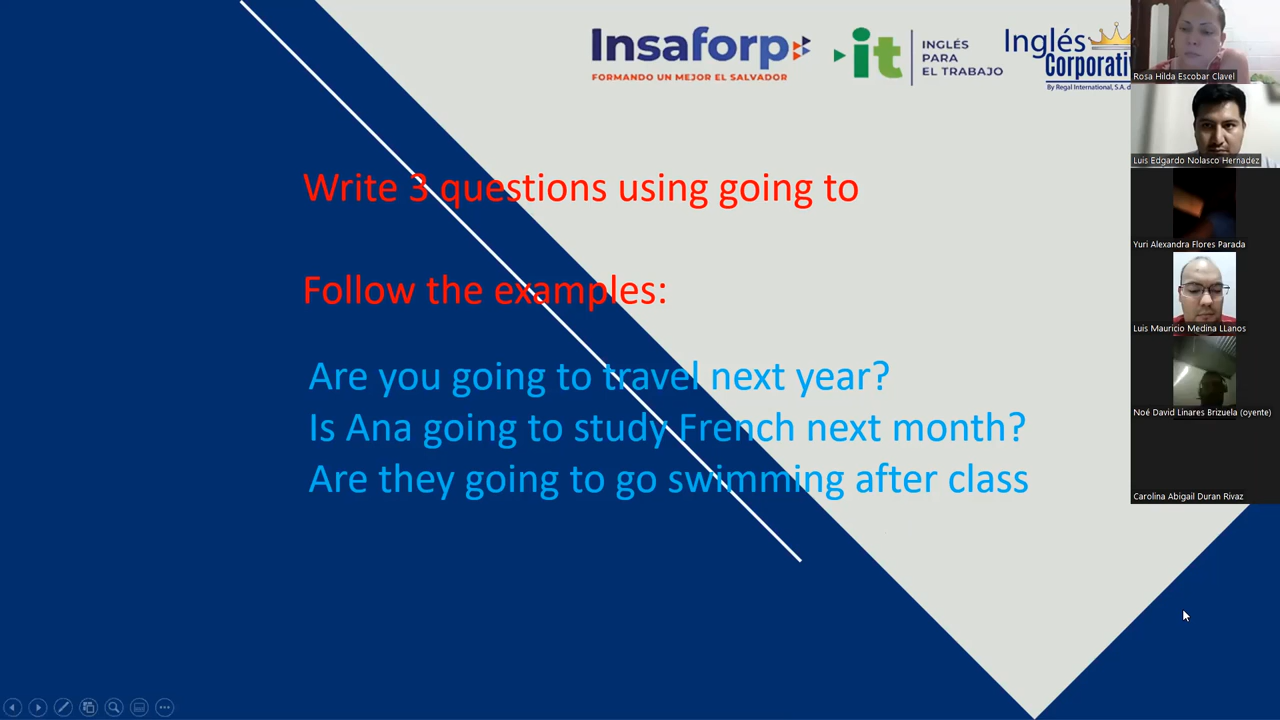 Insaforp
FORMANDO UN MEJOR EL SALVADOR
it
INGLÉS
PARA
EL TRABAJO
Inglés
Corporativ
By Regal International, S.A. d
Write 3 questions using going to
Follow the examples:
Are you going to travel next year?
Is Ana going to study French next month?
Are they going to go swimming after class
Rosa Hilda Escobar Clavel
Luis Edgardo Nolasco Hernadez
Yuri Alexandra Flores Parada
Luis Mauricio Medina LLanos
Noé David Linares Brizuela (oyente)
Carolina Abigail Duran Rivaz